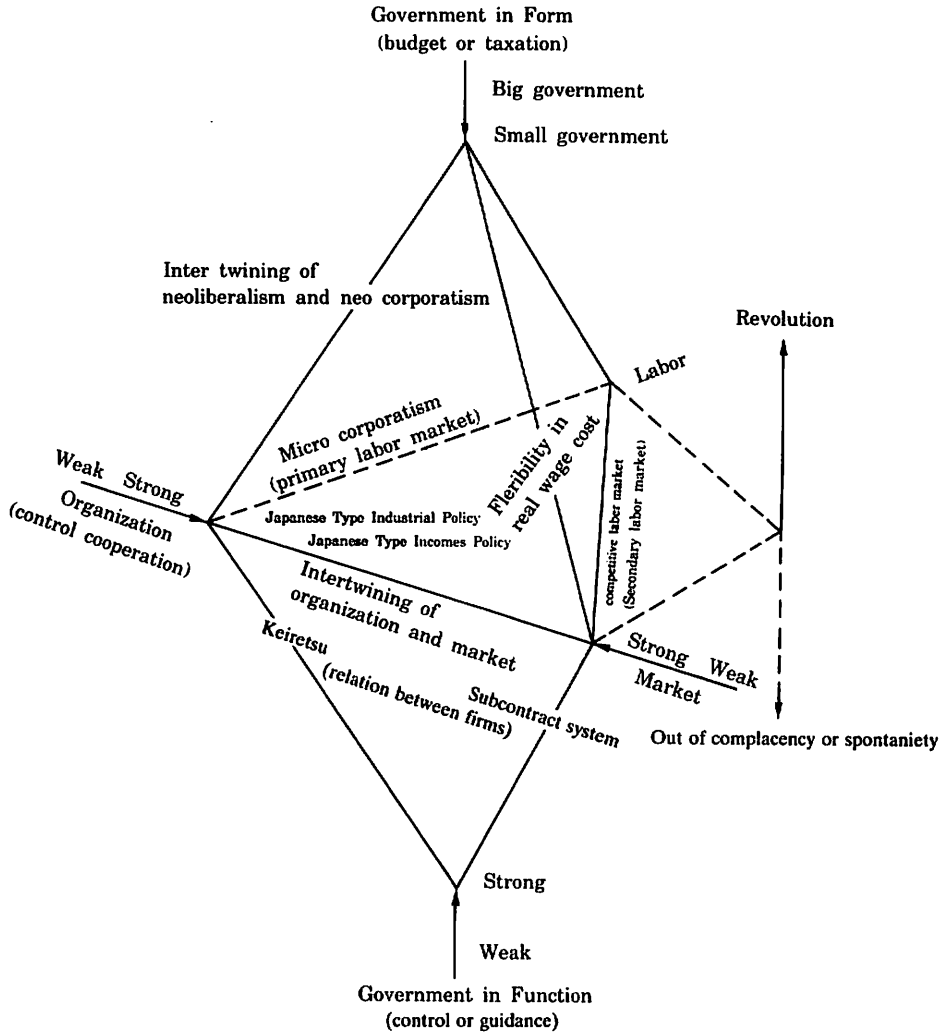 Government in Form
(budget or taxation)
Big government
Small government
Inter twining of
neoliberalism and neo corporatism
Revolution
Labor
Micro corporatism
(primary labor market)
Fleribility in
real wage cost
competitive laber market
(Secondary labor market)
Weak Strong
Organization
(control cooperation)
Japanese Type Industrial Policy
Japanese Type Incomes Policy
Intertwining of
organization and market
Keiretsu
(relation between firms)
Subcontract system
Strong Weak
Market
Out of complacency or spontaniety
Strong
Weak
Government in Function
(control or guidance)